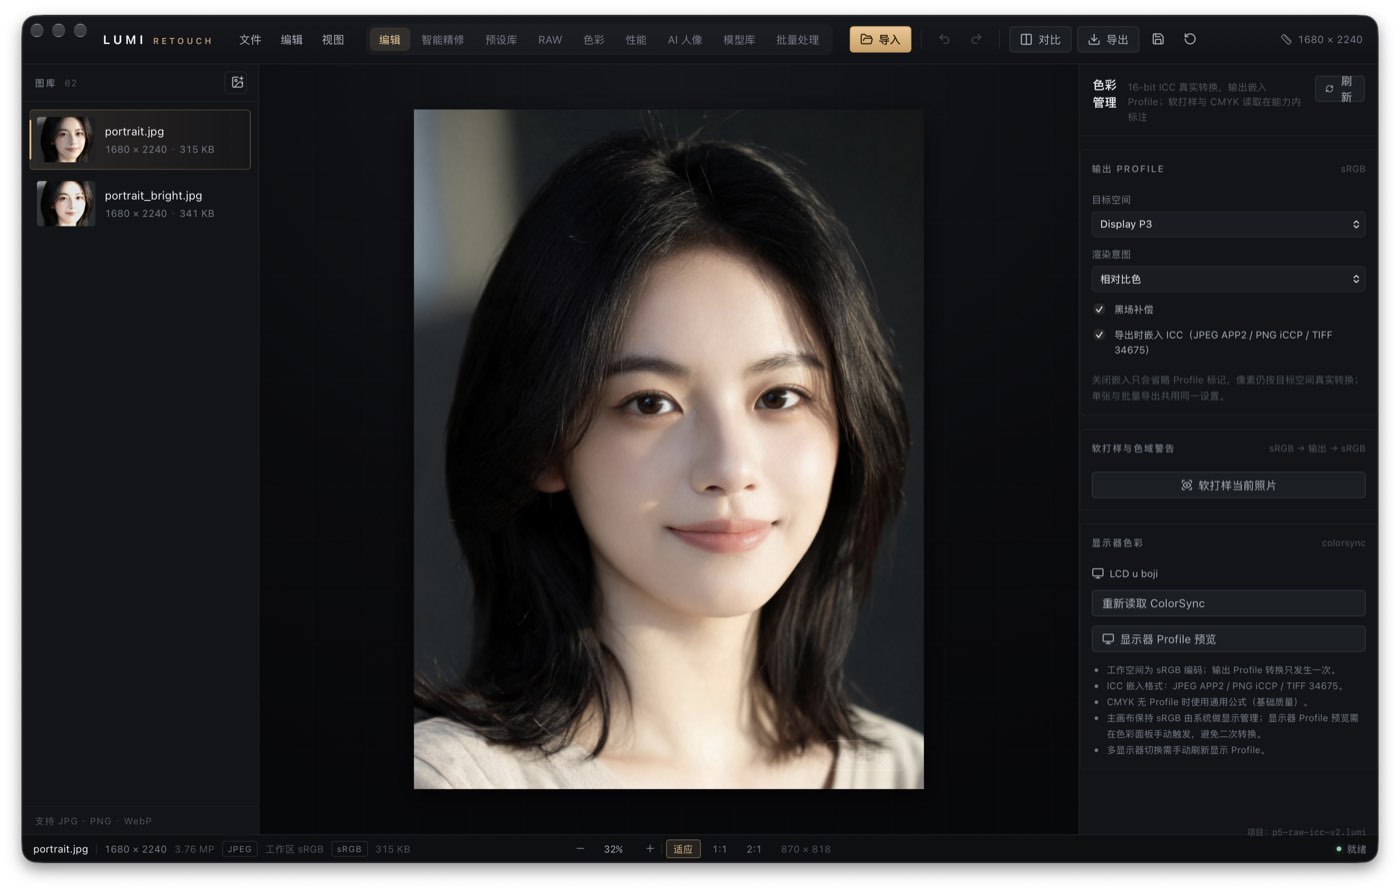 LUMI RETOUCH 文件 编辑 视图 编辑 智能精修 预设库 RAW 色彩 性能 AI 人像 模型库 批量处理 导入 对比 导出 1680 × 2240
图库 02
portrait.jpg
1680 × 2240 · 315 KB
portrait_bright.jpg
1680 × 2240 · 341 KB
支持 JPG · PNG · WebP
色彩
管理
16-bit ICC 真实转换，输出嵌入
Profile；软打样与 CMYK 读取在能力内
标注
刷
新
输出 PROFILE sRGB
目标空间
Display P3
渲染意图
相对比色
黑场补偿
导出时嵌入 ICC（JPEG APP2 / PNG iCCP / TIFF
34675）
关闭嵌入只会省略 Profile 标记，像素仍按目标空间真实转换；
单张与批量导出共用同一设置。
软打样与色域警告 sRGB → 输出 → sRGB
软打样当前照片
显示器色彩 colorsync
LCD u boji
重新读取 ColorSync
显示器 Profile 预览
• 工作空间为 sRGB 编码；输出 Profile 转换只发生一次。
• ICC 嵌入格式：JPEG APP2 / PNG iCCP / TIFF 34675。
• CMYK 无 Profile 时使用通用公式（基础质量）。
• 主画布保持 sRGB 由系统做显示管理；显示器 Profile 预览需
在色彩面板手动触发，避免二次转换。
• 多显示器切换需手动刷新显示 Profile。
项目：p5-raw-icc-v2.lumi
portrait.jpg 1680 × 2240 3.76 MP JPEG 工作区 sRGB sRGB 315 KB − 32% + 适应 1:1 2:1 870 × 818 就绪